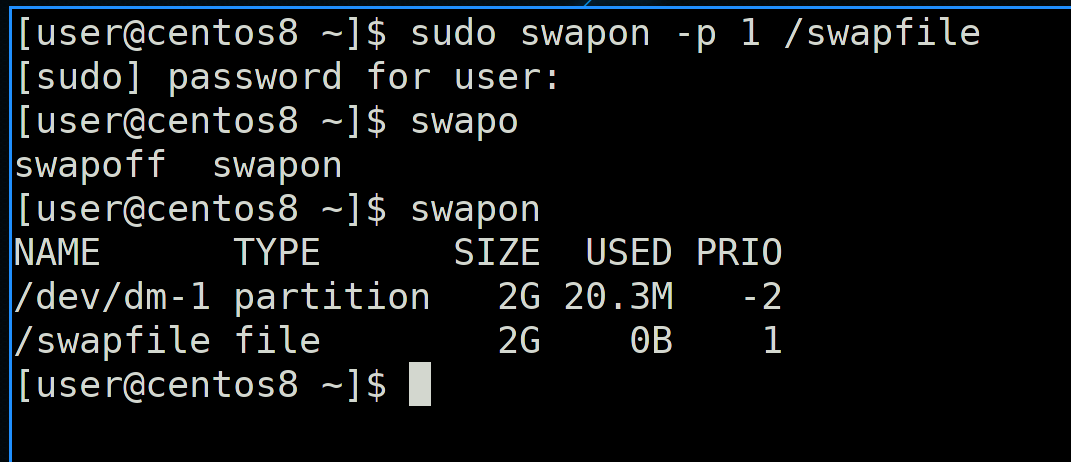 [user@centos8 ~]$ sudo swapon -p 1 /swapfile
[sudo] password for user:
[user@centos8 ~]$ swapo
swapoff  swapon
[user@centos8 ~]$ swapon
NAME      TYPE      SIZE  USED PRIO
/dev/dm-1 partition   2G 20.3M   -2
/swapfile file        2G    0B    1
[user@centos8 ~]$